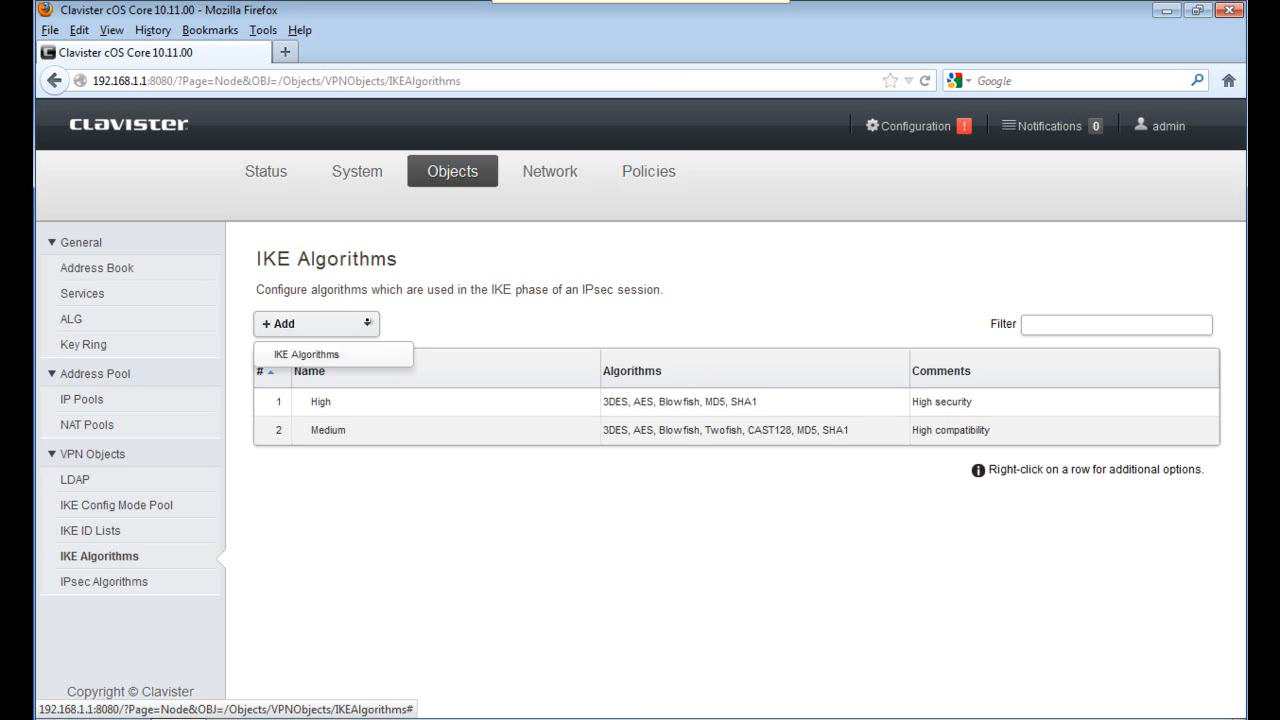 Clavister cOS Core 10.11.00 - Mozilla Firefox
File Edit View History Bookmarks Tools Help
Clavister cOS Core 10.11.00 +
192.168.1.1:8080/?Page=Node&OBJ=/Objects/VPNObjects/IKEAlgorithms Google
CLAVISTER Configuration ! Notifications 0 admin
Status System Objects Network Policies
General
Address Book
Services
ALG
Key Ring
Address Pool
IP Pools
NAT Pools
VPN Objects
LDAP
IKE Config Mode Pool
IKE ID Lists
IKE Algorithms
IPsec Algorithms
Copyright © Clavister
IKE Algorithms
Configure algorithms which are used in the IKE phase of an IPsec session.
+ Add Filter
IKE Algorithms
# Name Algorithms Comments
1 High 3DES, AES, Blowfish, MD5, SHA1 High security
2 Medium 3DES, AES, Blowfish, Twofish, CAST128, MD5, SHA1 High compatibility
Right-click on a row for additional options.
192.168.1.1:8080/?Page=Node&OBJ=/Objects/VPNObjects/IKEAlgorithms#